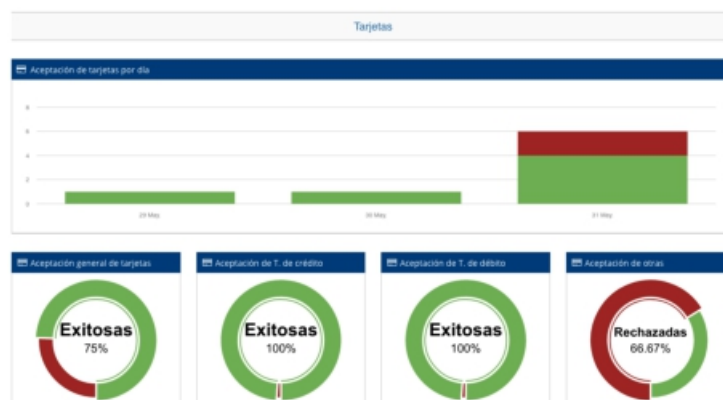 Tarjetas
Aceptación de tarjetas por día
8
6
4
2
0
29 May.
30 May.
31 May.
Aceptación general de tarjetas
Aceptación de T. de crédito
Aceptación de T. de débito
Aceptación de otras
Exitosas
75%
Exitosas
100%
Exitosas
100%
Rechazadas
66.67%